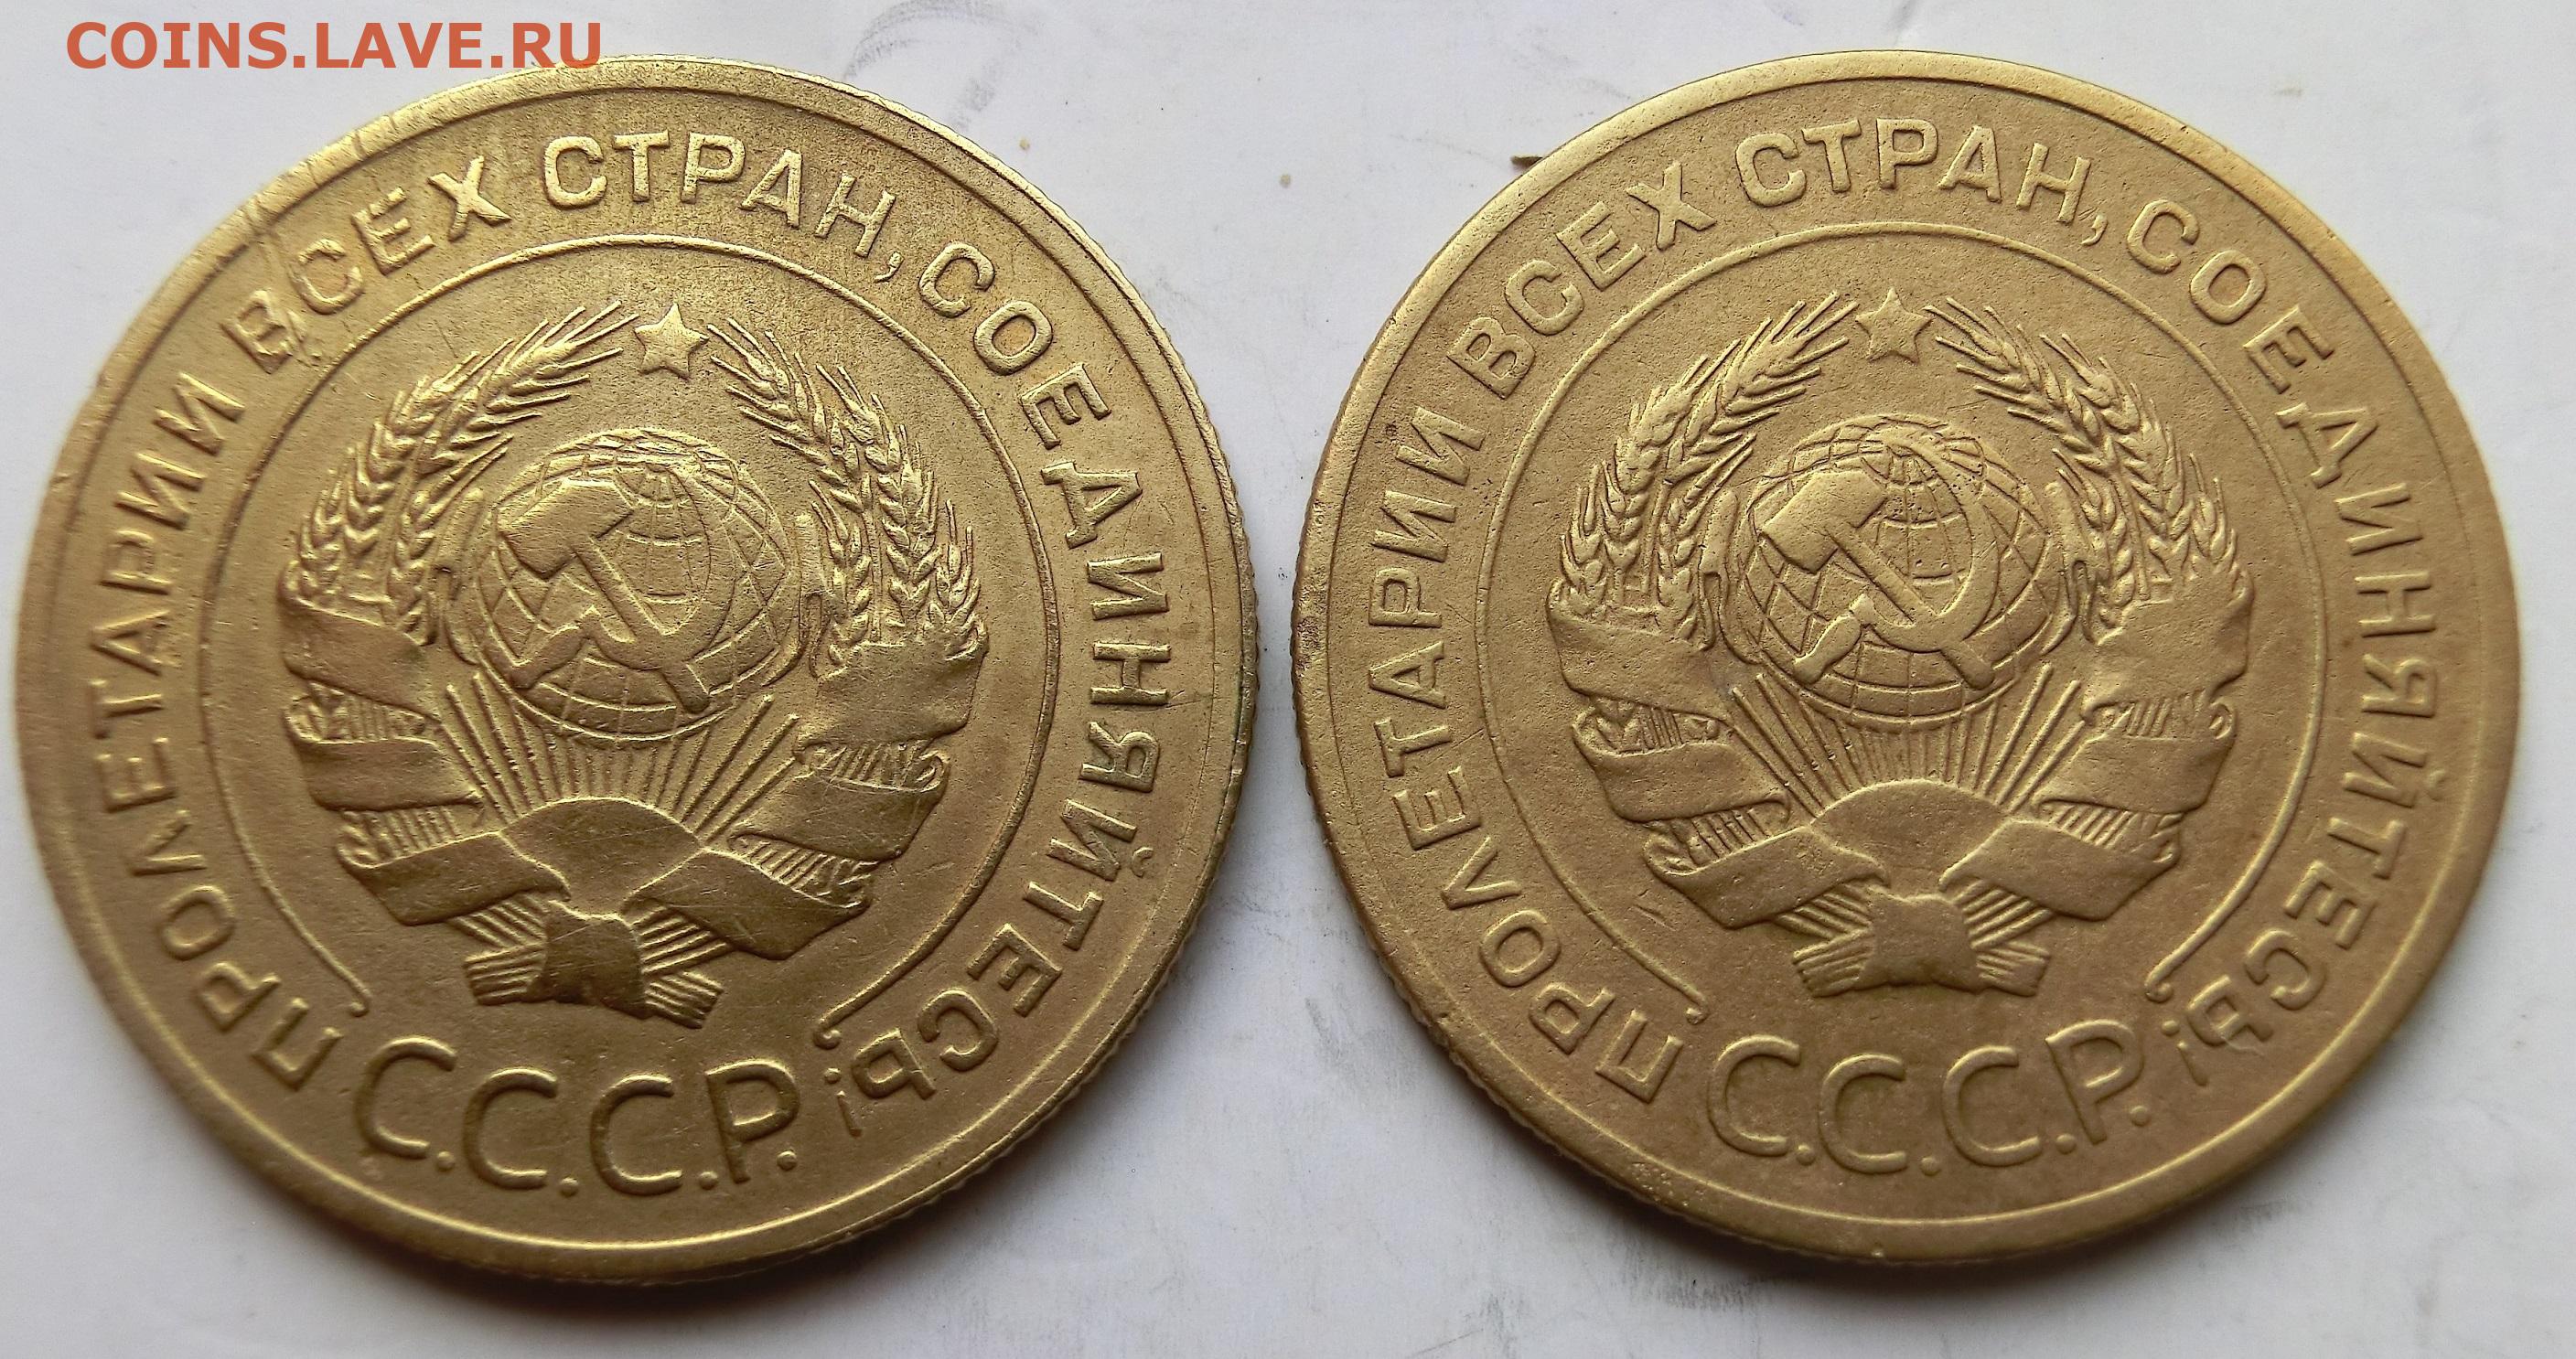 COINS.LAVE.RU
ПРОЛЕТАРИИ ВСЕХ СТРАН, СОЕДИНЯЙТЕСЬ!
С.С.С.Р.
ПРОЛЕТАРИИ ВСЕХ СТРАН, СОЕДИНЯЙТЕСЬ!
С.С.С.Р.